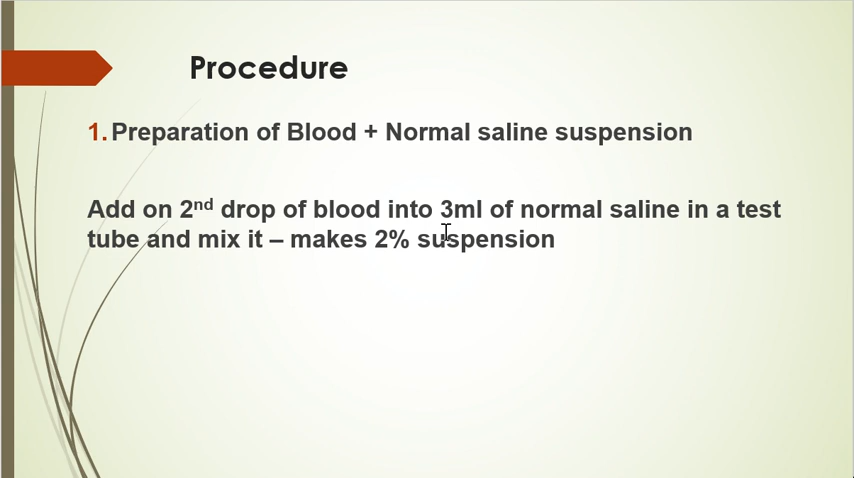 Procedure
1. Preparation of Blood + Normal saline suspension
Add on 2nd drop of blood into 3ml of normal saline in a test
tube and mix it – makes 2% suspension